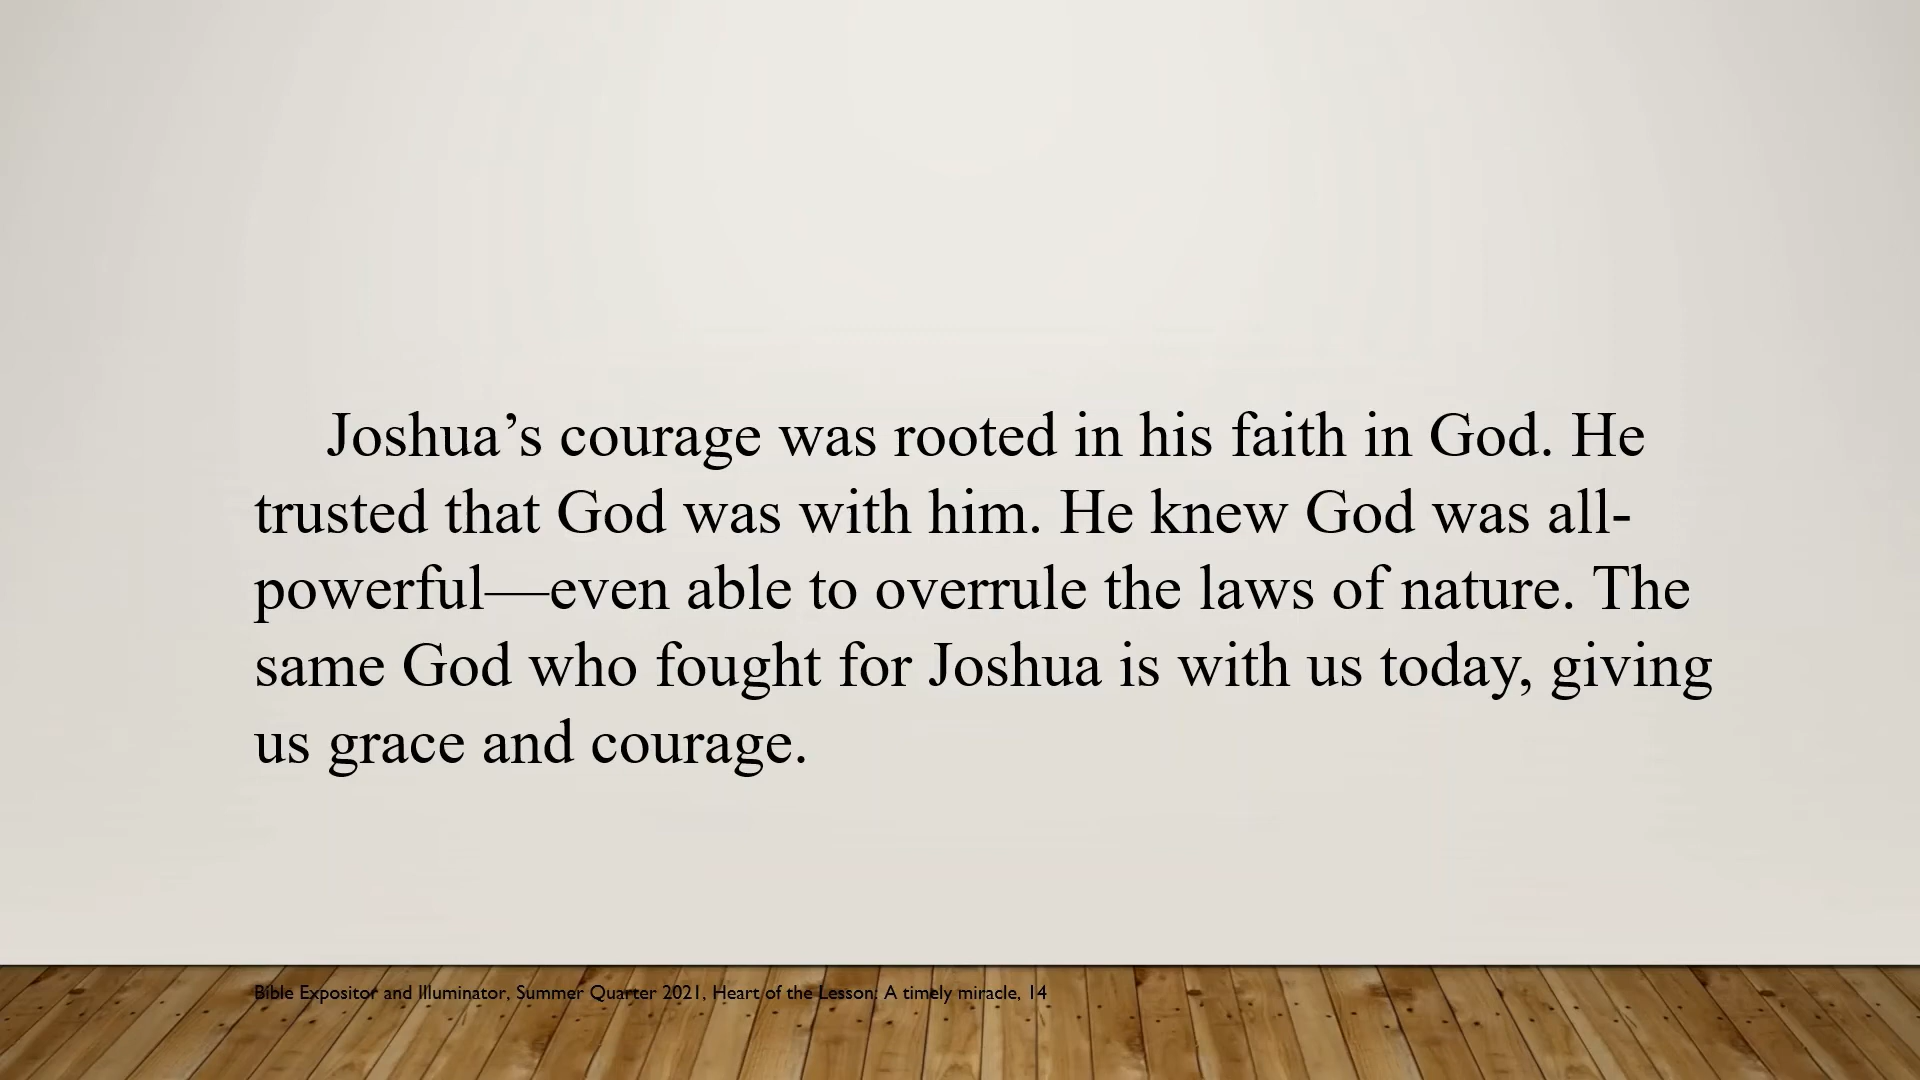 Joshua’s courage was rooted in his faith in God. He
trusted that God was with him. He knew God was all-
powerful—even able to overrule the laws of nature. The
same God who fought for Joshua is with us today, giving
us grace and courage.
Bible Expositor and Illuminator, Summer Quarter 2021, Heart of the Lesson: A timely miracle, 14